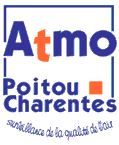 Atmo
Poitou
Charentes
surveillance de la qualité de l'air